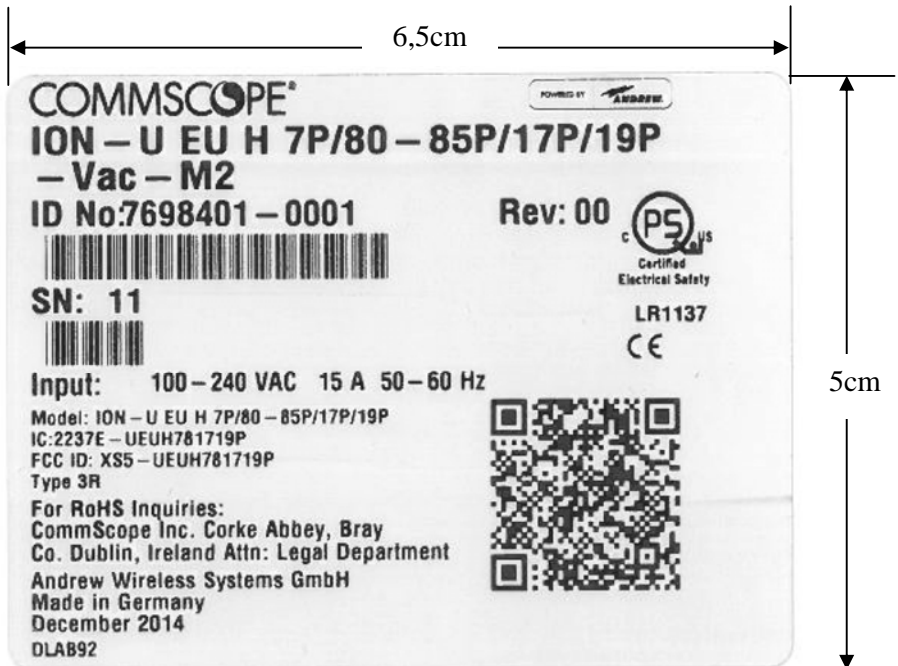 6,5cm
COMMSCOPE®
POWERED BY ANDREW.
ION – U EU H 7P/80 – 85P/17P/19P
– Vac – M2
ID No:7698401 – 0001
Rev: 00
C PS US
Certified
Electrical Safety
SN: 11
LR1137
CE
Input: 100 – 240 VAC 15 A 50 – 60 Hz
5cm
Model: ION – U EU H 7P/80 – 85P/17P/19P
IC:2237E – UEUH781719P
FCC ID: XS5 – UEUH781719P
Type 3R
For RoHS Inquiries:
CommScope Inc. Corke Abbey, Bray
Co. Dublin, Ireland Attn: Legal Department
Andrew Wireless Systems GmbH
Made in Germany
December 2014
DLAB92